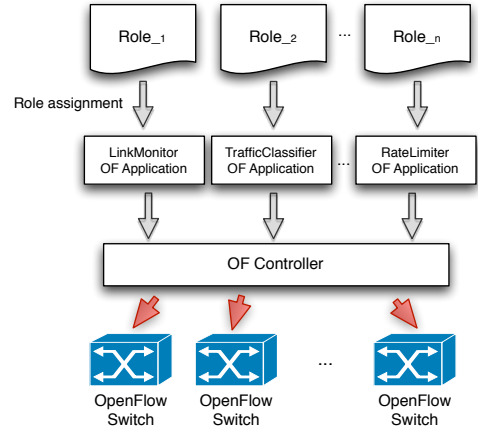 Role_1
Role_2
...
Role_n
Role assignment
LinkMonitor
OF Application
TrafficClassifier
OF Application
...
RateLimiter
OF Application
OF Controller
...
OpenFlow
Switch
OpenFlow
Switch
OpenFlow
Switch